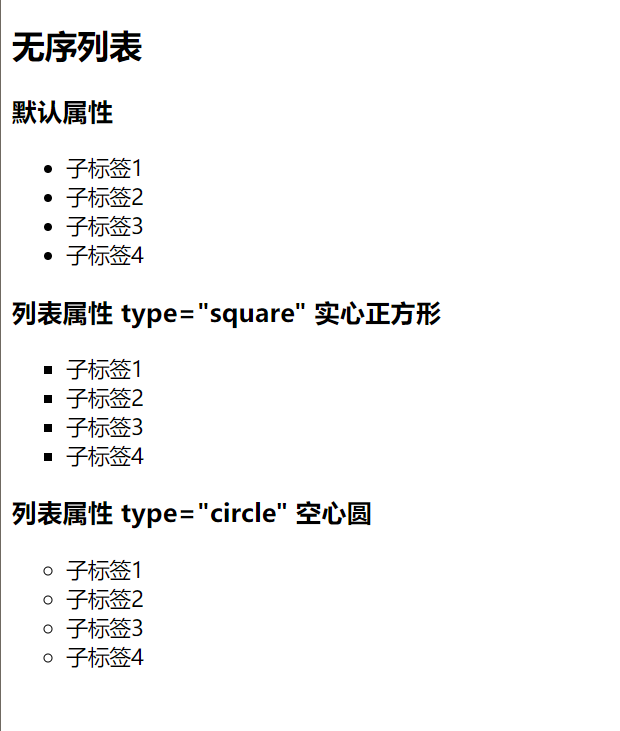 无序列表
默认属性
子标签1
子标签2
子标签3
子标签4
列表属性 type="square" 实心正方形
子标签1
子标签2
子标签3
子标签4
列表属性 type="circle" 空心圆
子标签1
子标签2
子标签3
子标签4